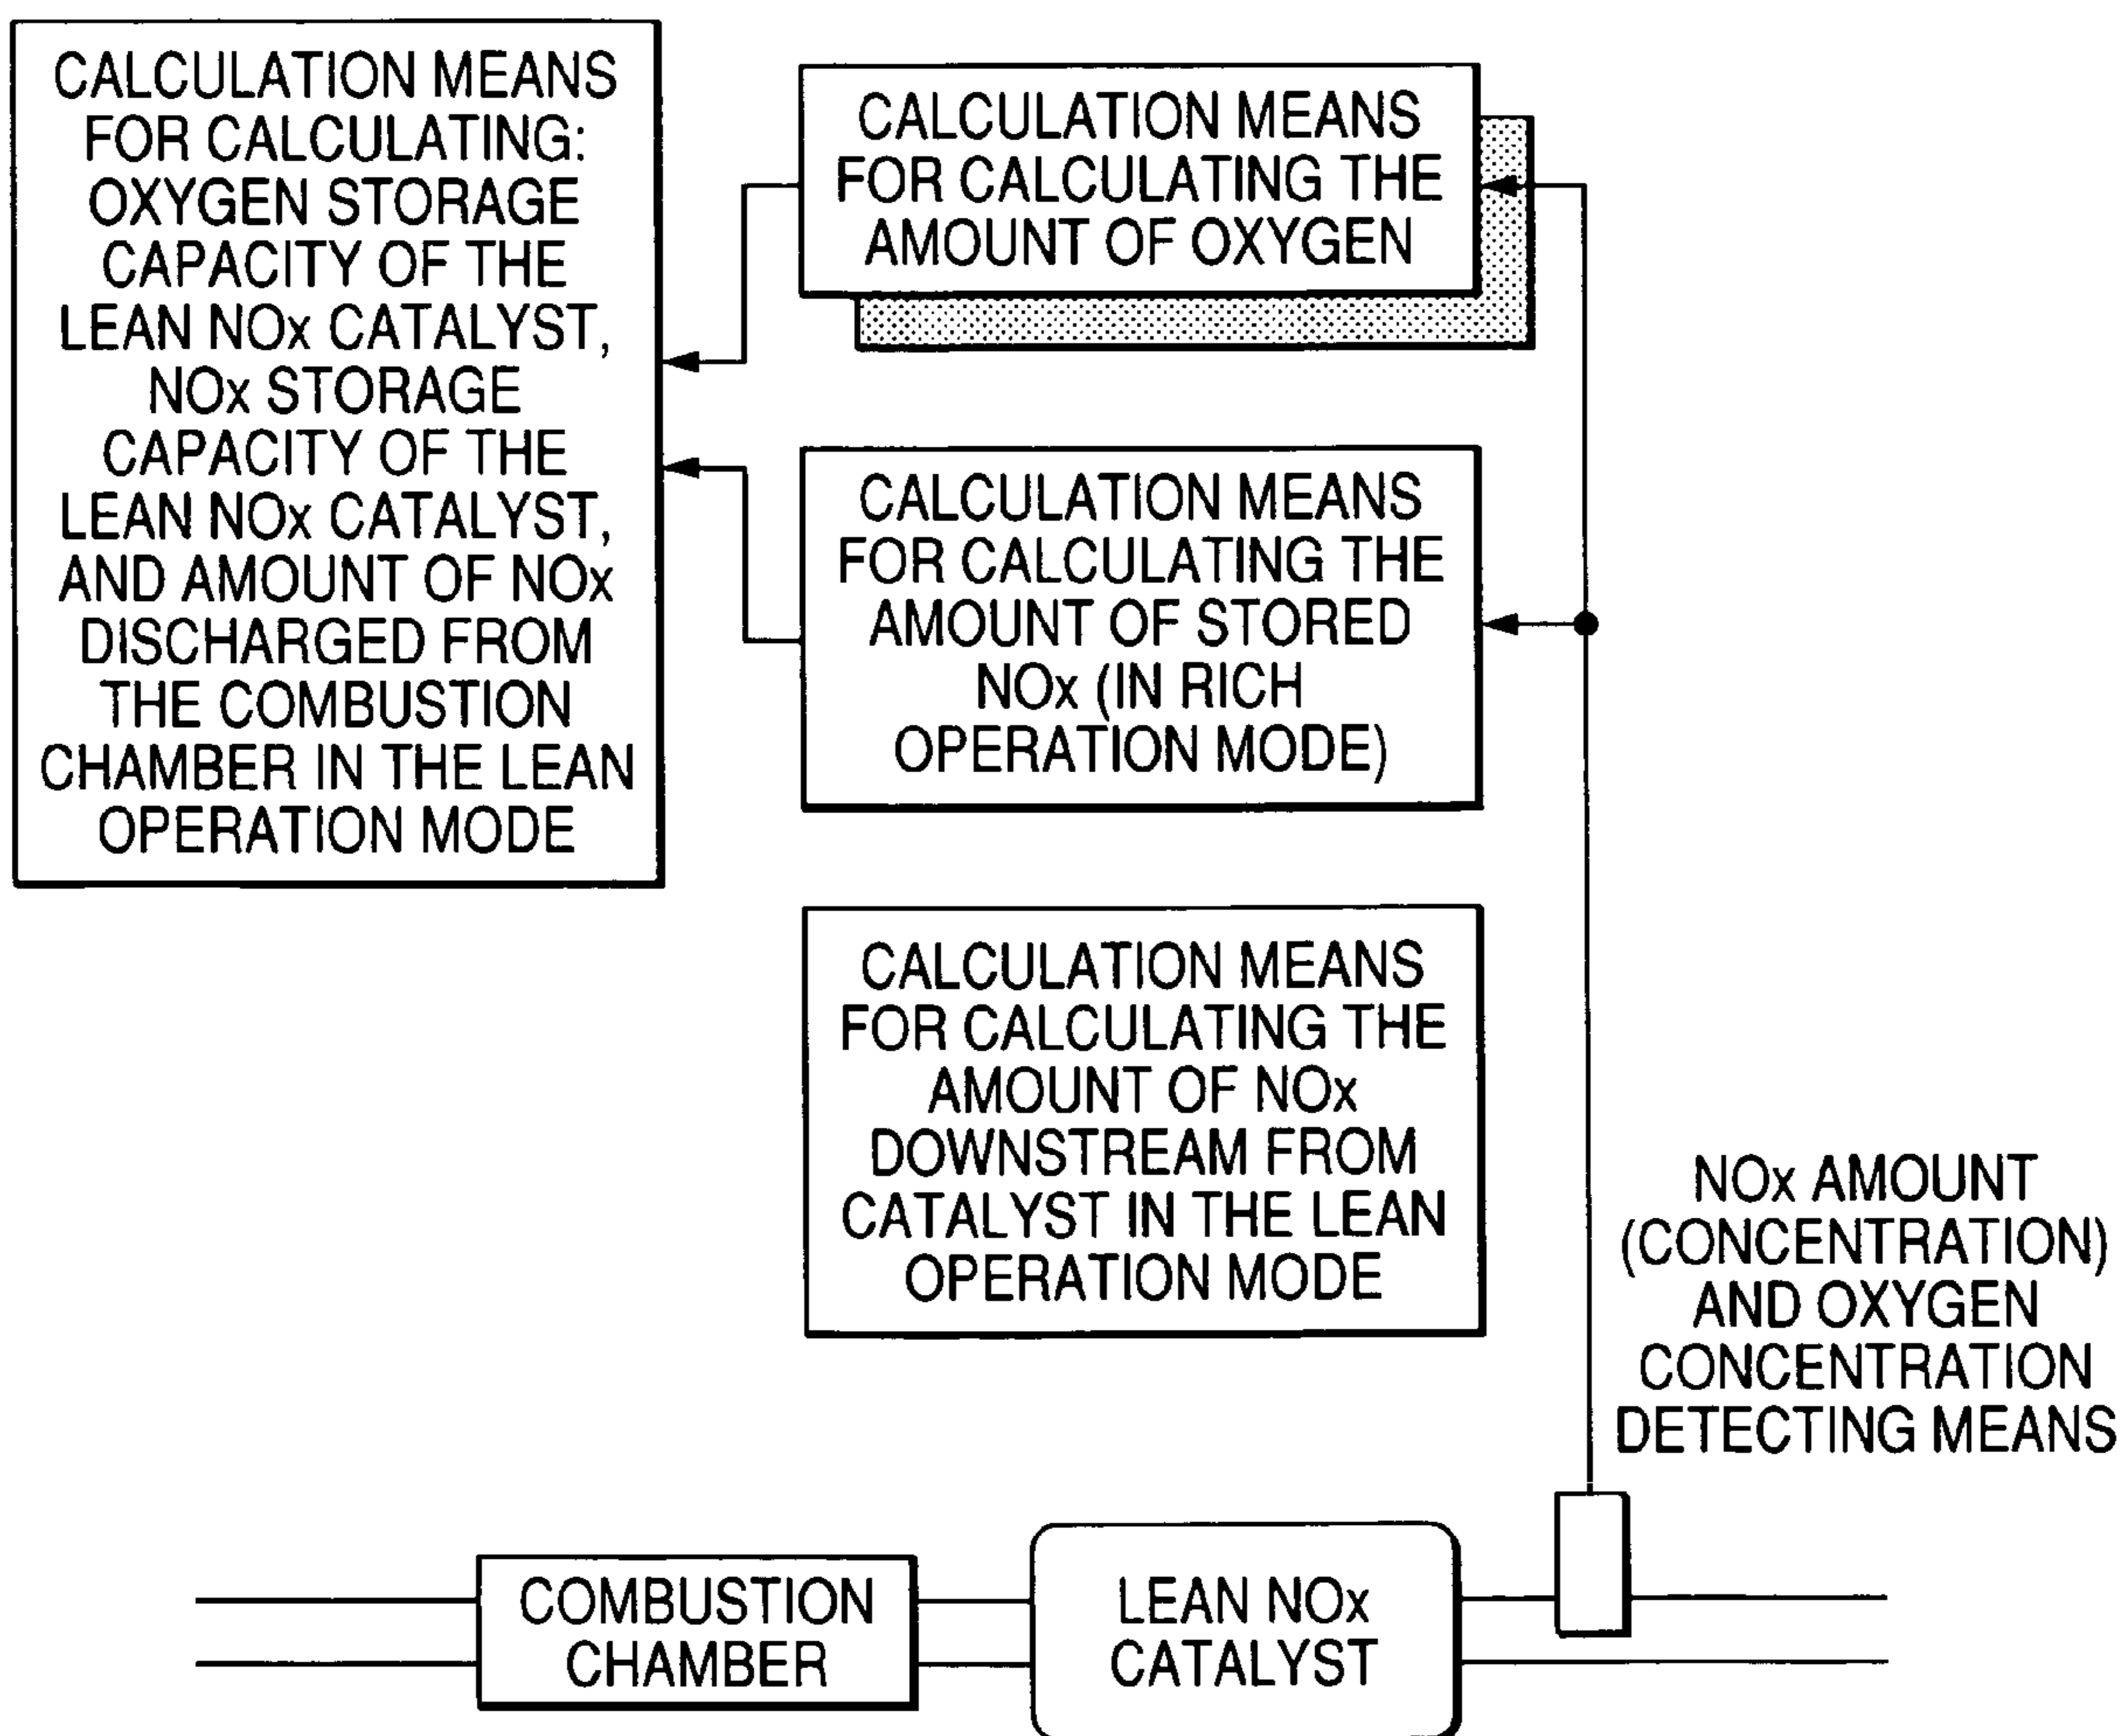 CALCULATION MEANS
FOR CALCULATING:
OXYGEN STORAGE
CAPACITY OF THE
LEAN NOx CATALYST,
NOx STORAGE
CAPACITY OF THE
LEAN NOx CATALYST,
AND AMOUNT OF NOx
DISCHARGED FROM
THE COMBUSTION
CHAMBER IN THE LEAN
OPERATION MODE
CALCULATION MEANS
FOR CALCULATING THE
AMOUNT OF OXYGEN
CALCULATION MEANS
FOR CALCULATING THE
AMOUNT OF STORED
NOx (IN RICH
OPERATION MODE)
CALCULATION MEANS
FOR CALCULATING THE
AMOUNT OF NOx
DOWNSTREAM FROM
CATALYST IN THE LEAN
OPERATION MODE
NOx AMOUNT
(CONCENTRATION)
AND OXYGEN
CONCENTRATION
DETECTING MEANS
COMBUSTION
CHAMBER
LEAN NOx
CATALYST